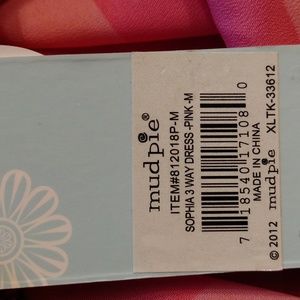 mudpie®
ITEM#812018P-M
SOPHIA 3 WAY DRESS -PINK -M
7 18540 17108 0
MADE IN CHINA
© 2012 mudpie XLTK-33612